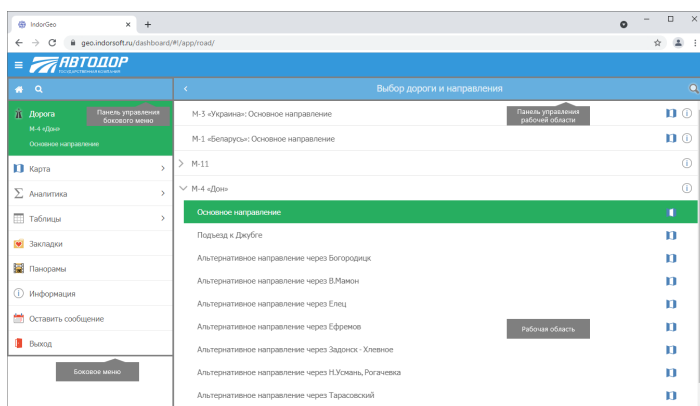 IndorGeo
geo.indorsoft.ru/dashboard/#!/app/road/
АВТОДОР
ГОСУДАРСТВЕННАЯ КОМПАНИЯ
Выбор дороги и направления
Дорога
М-4 «Дон»
Основное направление
Панель управления
бокового меню
Карта
Аналитика
Таблицы
Закладки
Панорамы
Информация
Оставить сообщение
Выход
Боковое меню
М-3 «Украина»: Основное направление
Панель управления
рабочей области
М-1 «Беларусь»: Основное направление
М-11
М-4 «Дон»
Основное направление
Подъезд к Джубге
Альтернативное направление через Богородицк
Альтернативное направление через В.Мамон
Альтернативное направление через Елец
Альтернативное направление через Ефремов
Рабочая область
Альтернативное направление через Задонск - Хлевное
Альтернативное направление через Н.Усмань, Рогачевка
Альтернативное направление через Тарасовский